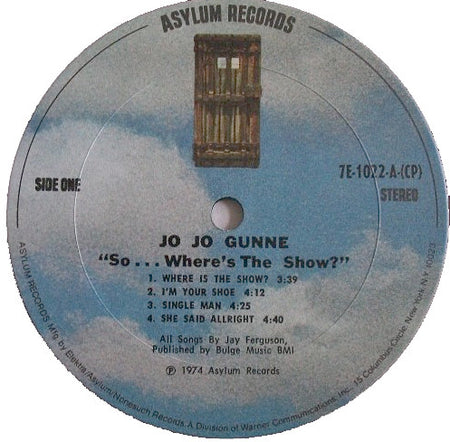 ASYLUM RECORDS
SIDE ONE
7E-1022-A-(CP)
STEREO
JO JO GUNNE
"So... Where's The Show?"
1. WHERE IS THE SHOW? 3:39
2. I'M YOUR SHOE 4:12
3. SINGLE MAN 4:25
4. SHE SAID ALLRIGHT 4:40
All Songs By Jay Ferguson,
Published by Bulge Music BMI
℗ 1974 Asylum Records
ASYLUM RECORDS Mfg. by Elektra/Asylum/Nonesuch Records A Division of Warner Communications, Inc. 15 Columbus Circle, New York, N.Y. 10023